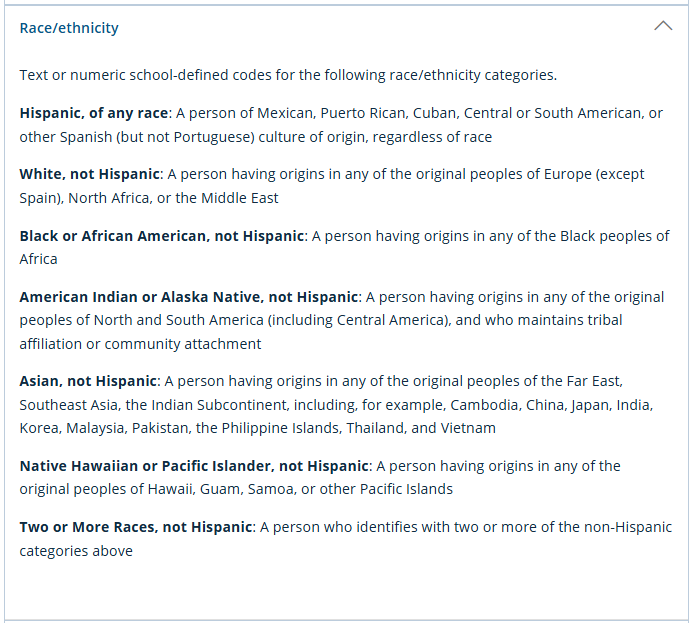 Race/ethnicity
Text or numeric school-defined codes for the following race/ethnicity categories.
Hispanic, of any race: A person of Mexican, Puerto Rican, Cuban, Central or South American, or
other Spanish (but not Portuguese) culture of origin, regardless of race
White, not Hispanic: A person having origins in any of the original peoples of Europe (except
Spain), North Africa, or the Middle East
Black or African American, not Hispanic: A person having origins in any of the Black peoples of
Africa
American Indian or Alaska Native, not Hispanic: A person having origins in any of the original
peoples of North and South America (including Central America), and who maintains tribal
affiliation or community attachment
Asian, not Hispanic: A person having origins in any of the original peoples of the Far East,
Southeast Asia, the Indian Subcontinent, including, for example, Cambodia, China, Japan, India,
Korea, Malaysia, Pakistan, the Philippine Islands, Thailand, and Vietnam
Native Hawaiian or Pacific Islander, not Hispanic: A person having origins in any of the
original peoples of Hawaii, Guam, Samoa, or other Pacific Islands
Two or More Races, not Hispanic: A person who identifies with two or more of the non-Hispanic
categories above